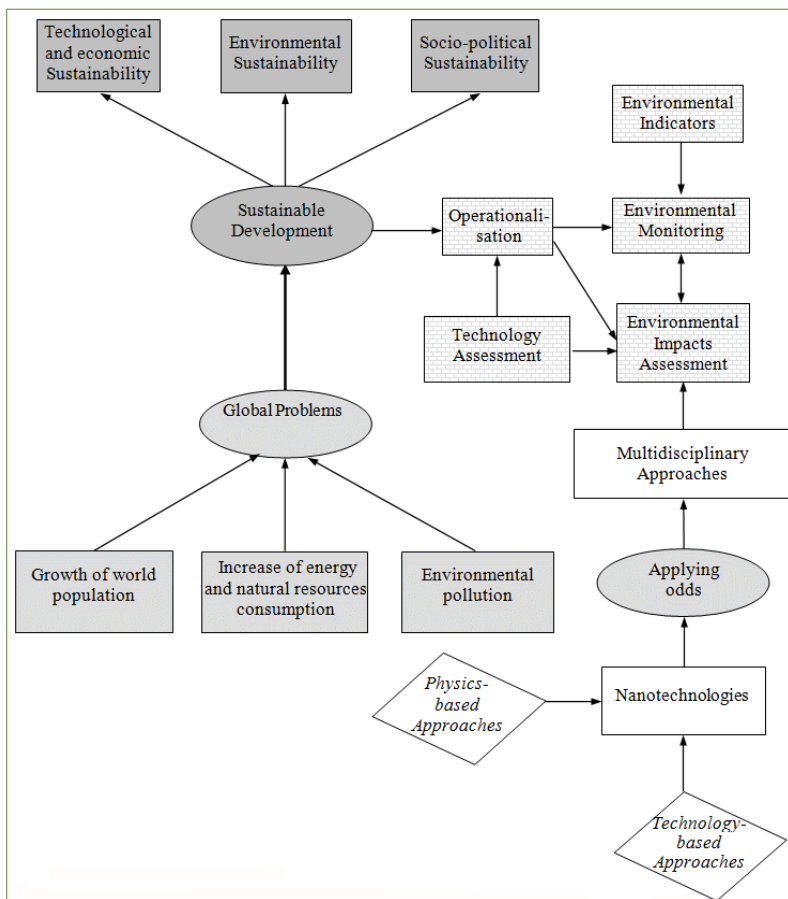 Technological
and economic
Sustainability
Environmental
Sustainability
Socio-political
Sustainability
Environmental
Indicators
Sustainable
Development
Operationali-
sation
Environmental
Monitoring
Technology
Assessment
Environmental
Impacts
Assessment
Global Problems
Multidisciplinary
Approaches
Growth of world
population
Increase of energy
and natural resources
consumption
Environmental
pollution
Applying
odds
Physics-
based
Approaches
Nanotechnologies
Technology-
based
Approaches